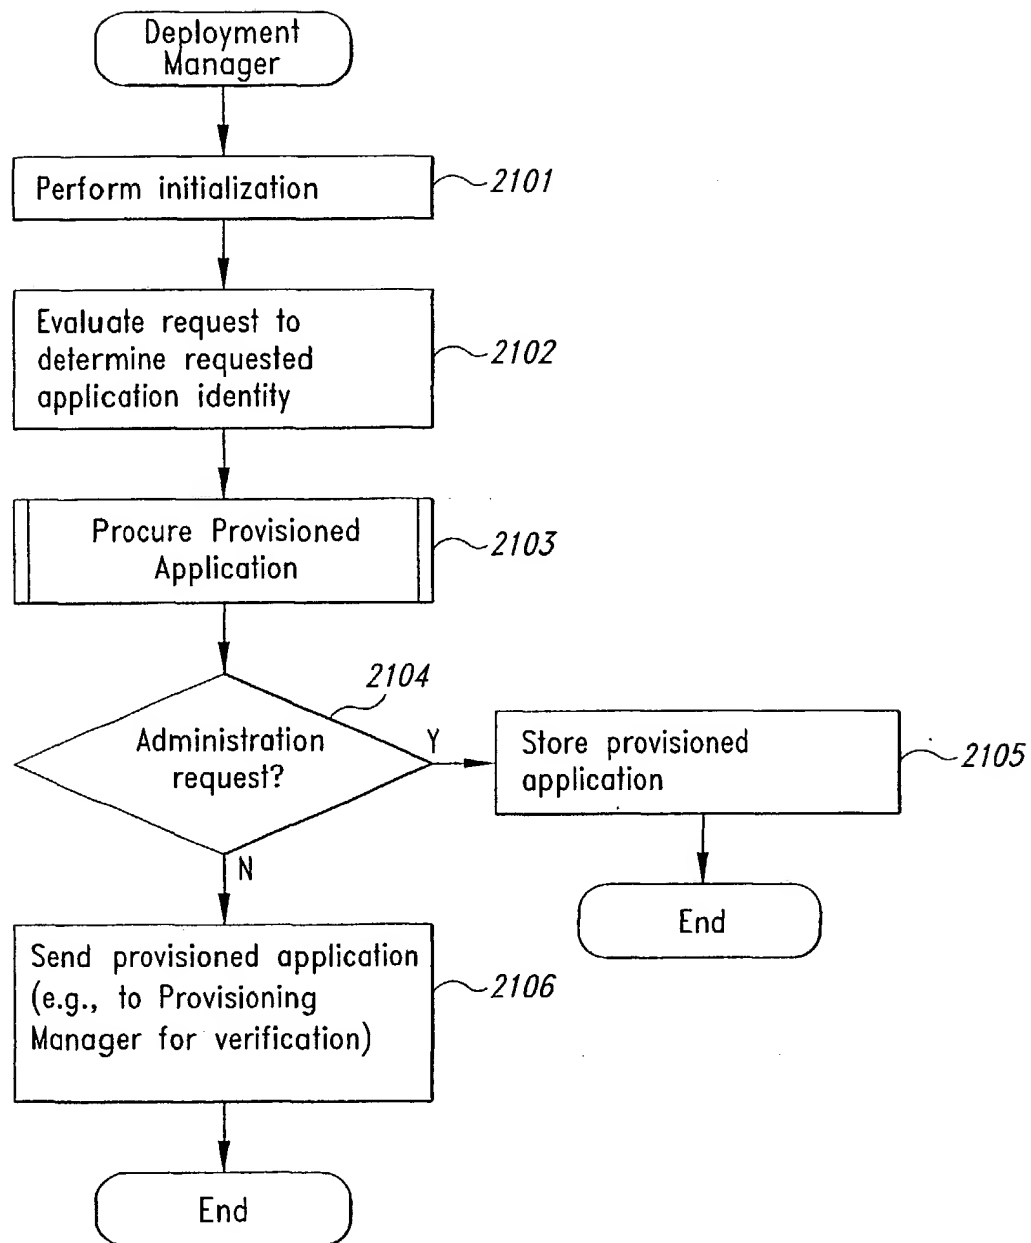 Deployment
Manager
Perform initialization
2101
Evaluate request to
determine requested
application identity
2102
Procure Provisioned
Application
2103
2104
Administration
request?
Y
Store provisioned
application
2105
N
End
Send provisioned application
(e.g., to Provisioning
Manager for verification)
2106
End